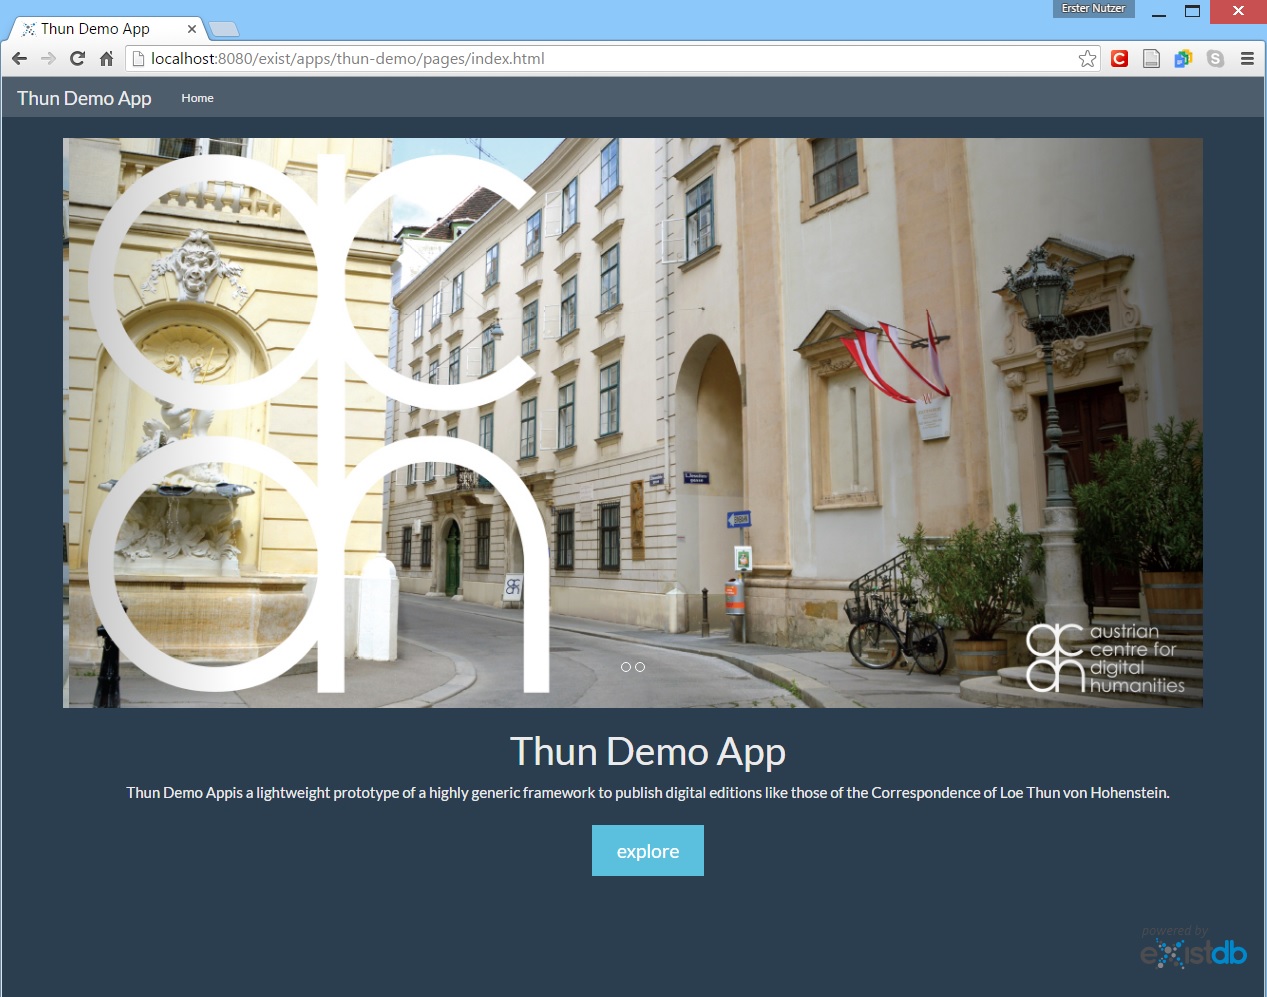 Erster Nutzer
Thun Demo App
localhost:8080/exist/apps/thun-demo/pages/index.html
Thun Demo App
Home
austrian
centre for
digital
humanities
Thun Demo App
Thun Demo Appis a lightweight prototype of a highly generic framework to publish digital editions like those of the Correspondence of Loe Thun von Hohenstein.
explore
powered by
eXistdb